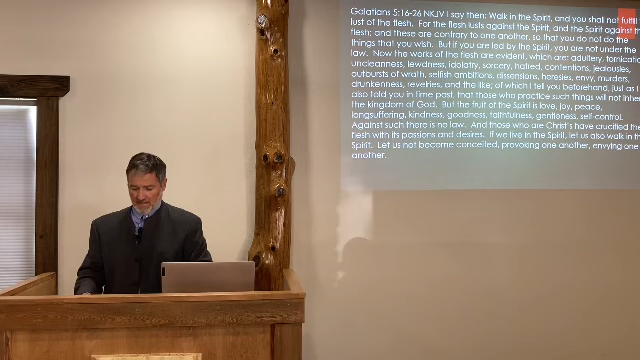 Galatians 5:16-26 NKJV I say then: Walk in the Spirit, and you shall not fulfill
lust of the flesh.  For the flesh lusts against the Spirit, and the Spirit against
flesh; and these are contrary to one another, so that you do not do the
things that you wish.  But if you are led by the Spirit, you are not under the
law.  Now the works of the flesh are evident, which are: adultery,
uncleanness, lewdness, idolatry, sorcery, hatred, contentions, jealousies,
outbursts of wrath, selfish ambitions, dissensions, heresies, envy, murders,
drunkenness, revelries, and the like; of which I tell you beforehand, just as I
also told you in time past, that those who practice such things will not
the kingdom of God.  But the fruit of the Spirit is love, joy, peace,
longsuffering, kindness, goodness, faithfulness, gentleness, self-control.
Against such there is no law.  And those who are Christ's have crucified the
flesh with its passions and desires.  If we live in the Spirit, let us also walk in
Spirit.  Let us not become conceited, provoking one another, envying one
another.